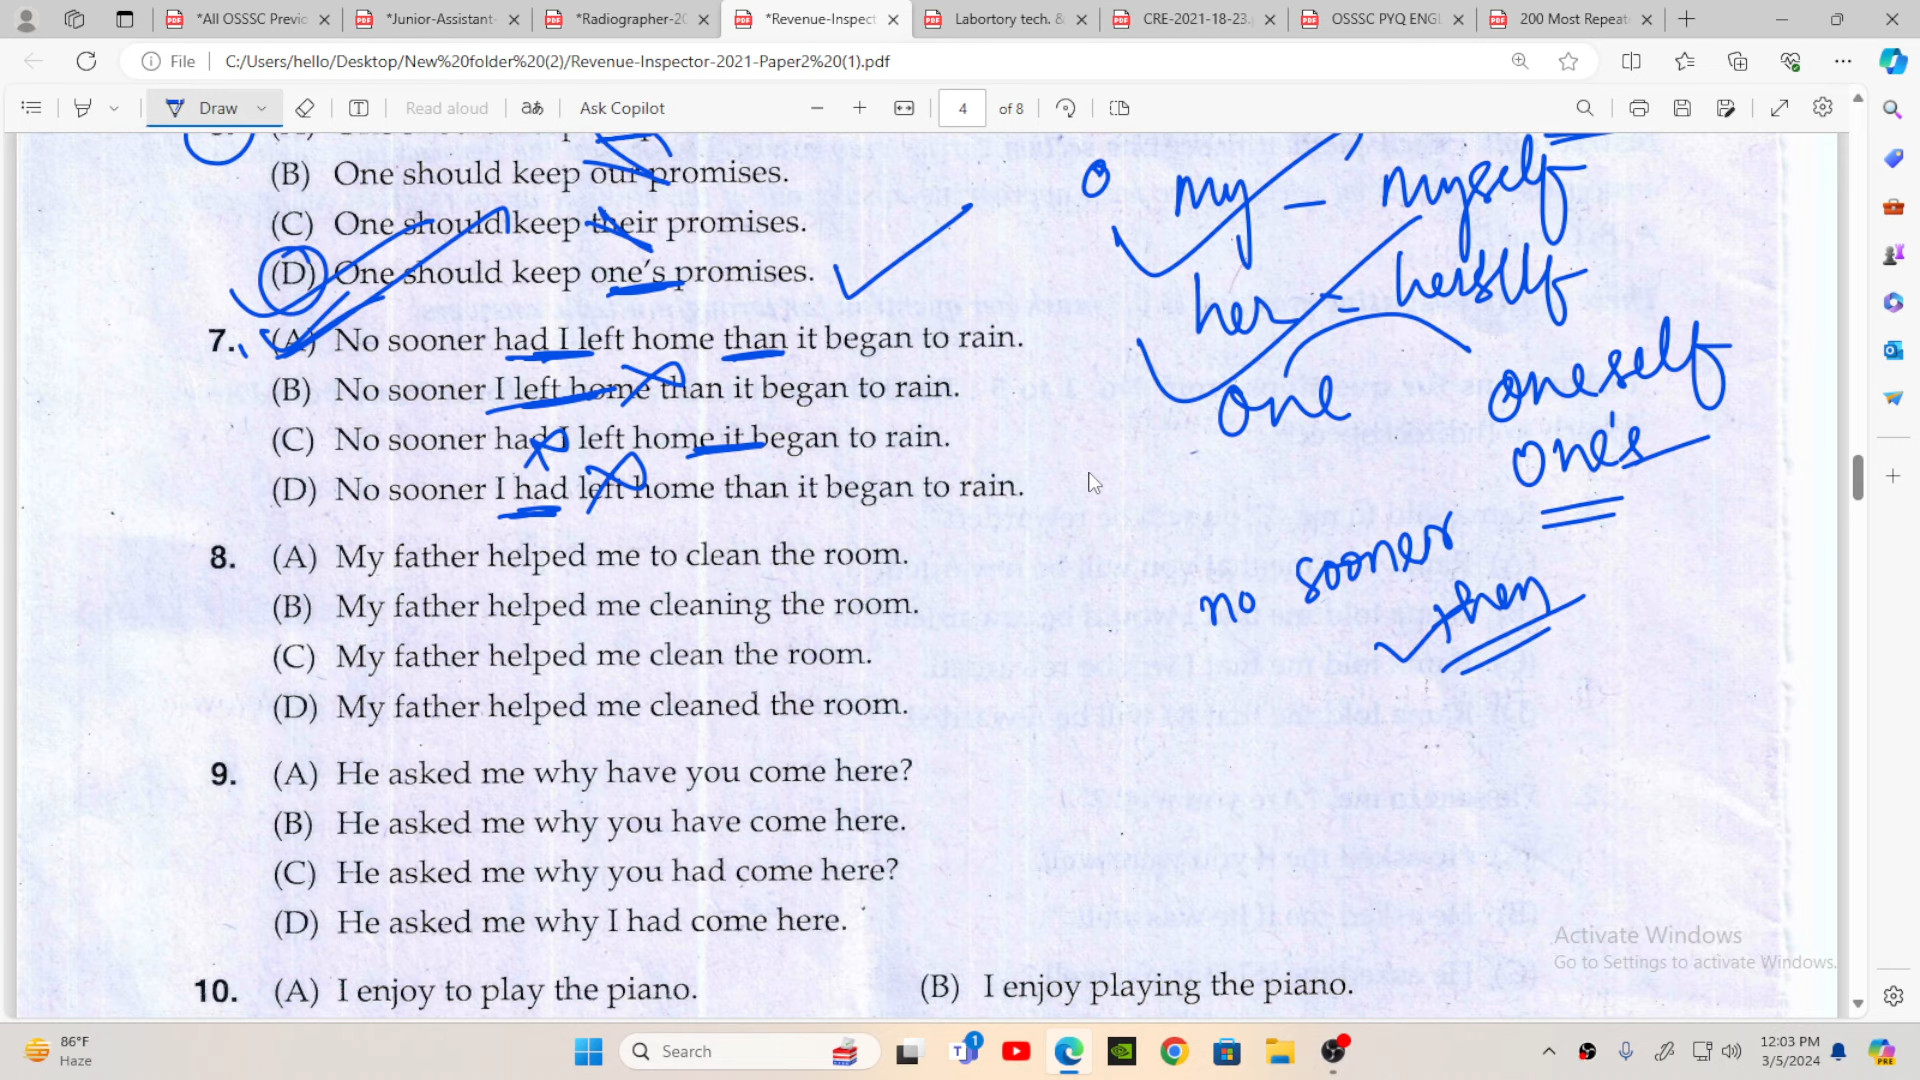 *All OSSSC Previo
*Junior-Assistant-
*Radiographer-20
*Revenue-Inspect
Labortory tech. &
CRE-2021-18-23.
OSSSC PYQ ENGL
200 Most Repeat
File
C:/Users/hello/Desktop/New%20folder%20(2)/Revenue-Inspector-2021-Paper2%20(1).pdf
Draw
Read aloud
aあ
Ask Copilot
4 of 8
(B) One should keep our promises.
(C) One should keep their promises.
(D) One should keep one's promises.
7. (A) No sooner had I left home than it began to rain.
(B) No sooner I left home than it began to rain.
(C) No sooner had I left home it began to rain.
(D) No sooner I had left home than it began to rain.
8. (A) My father helped me to clean the room.
(B) My father helped me cleaning the room.
(C) My father helped me clean the room.
(D) My father helped me cleaned the room.
9. (A) He asked me why have you come here?
(B) He asked me why you have come here.
(C) He asked me why you had come here?
(D) He asked me why I had come here.
10. (A) I enjoy to play the piano. (B) I enjoy playing the piano.
my - myself
her = herself
one oneself
one's
no sooner
then
Activate Windows
Go to Settings to activate Windows.
86°F
Haze
Search
1
PRE
12:03 PM
3/5/2024